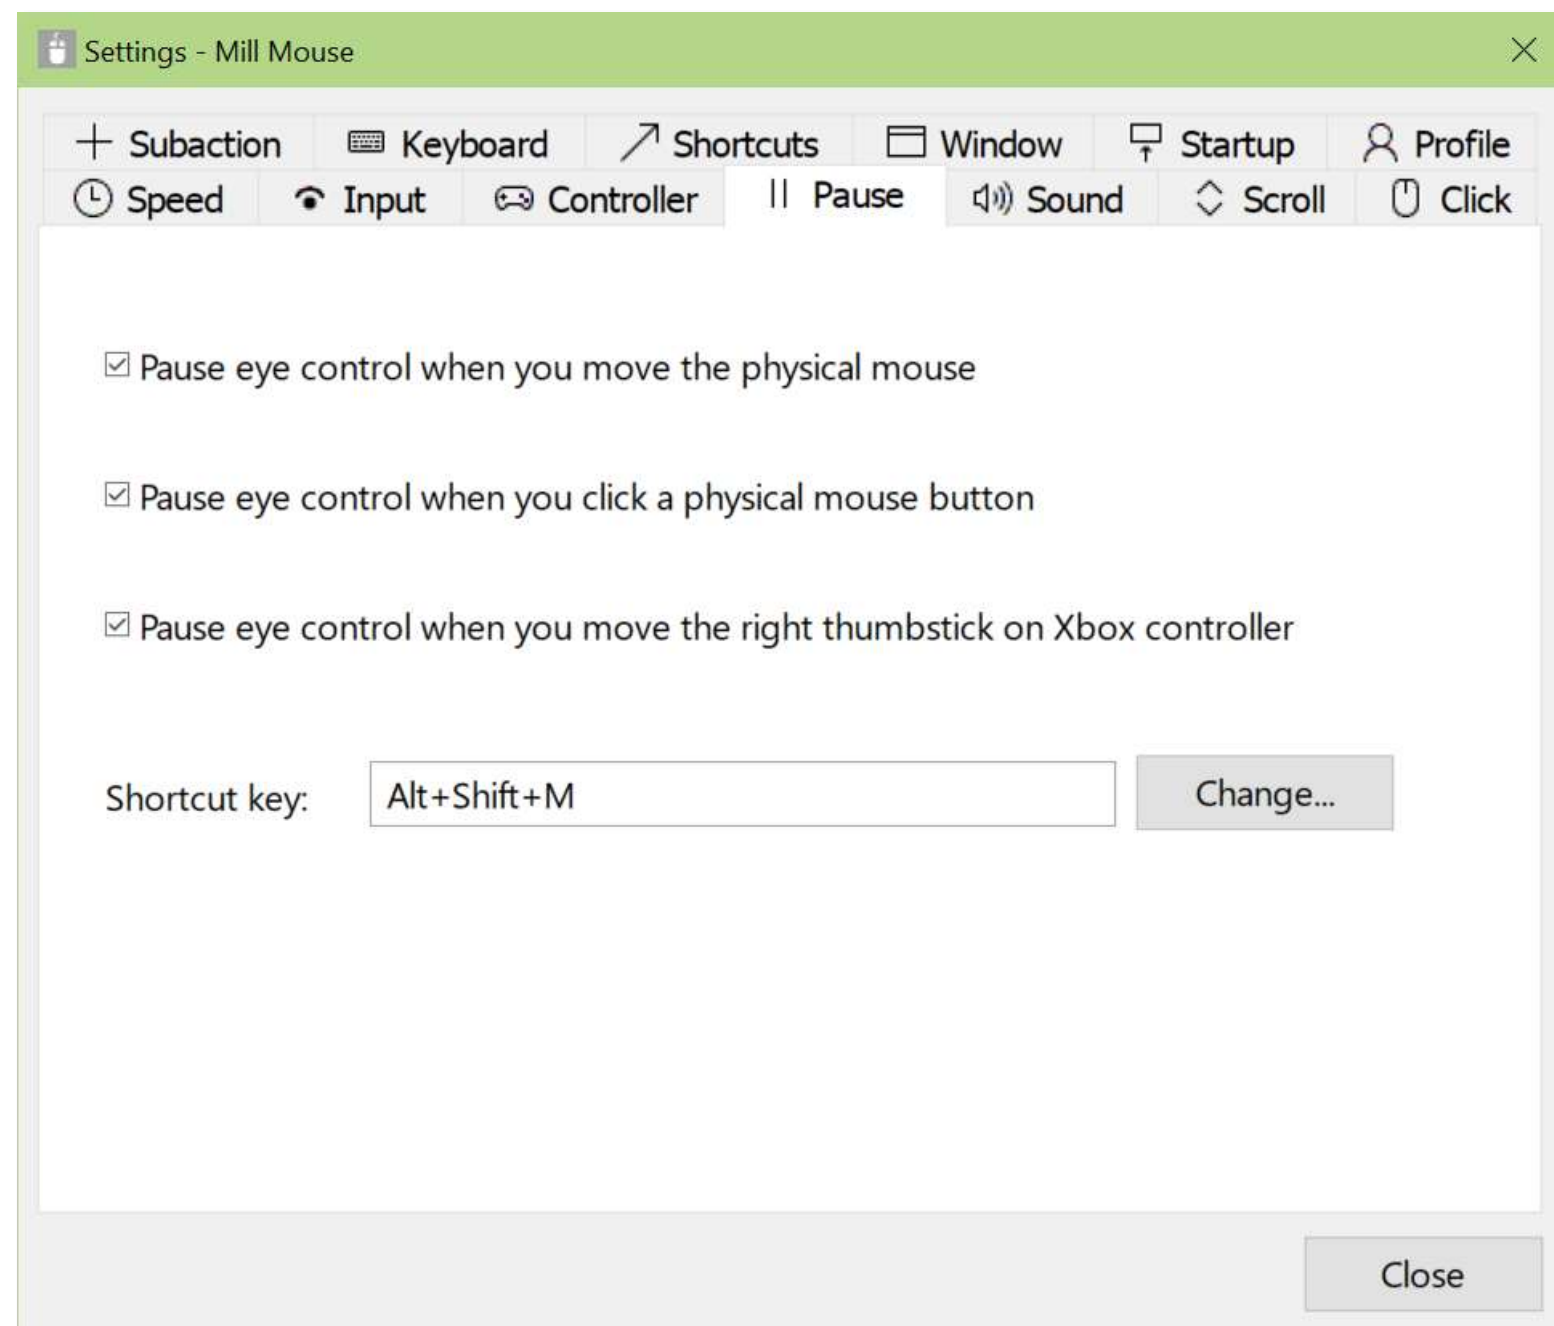 Settings - Mill Mouse
Subaction Keyboard Shortcuts Window Startup Profile
Speed Input Controller Pause Sound Scroll Click
Pause eye control when you move the physical mouse
Pause eye control when you click a physical mouse button
Pause eye control when you move the right thumbstick on Xbox controller
Shortcut key: Alt+Shift+M Change...
Close